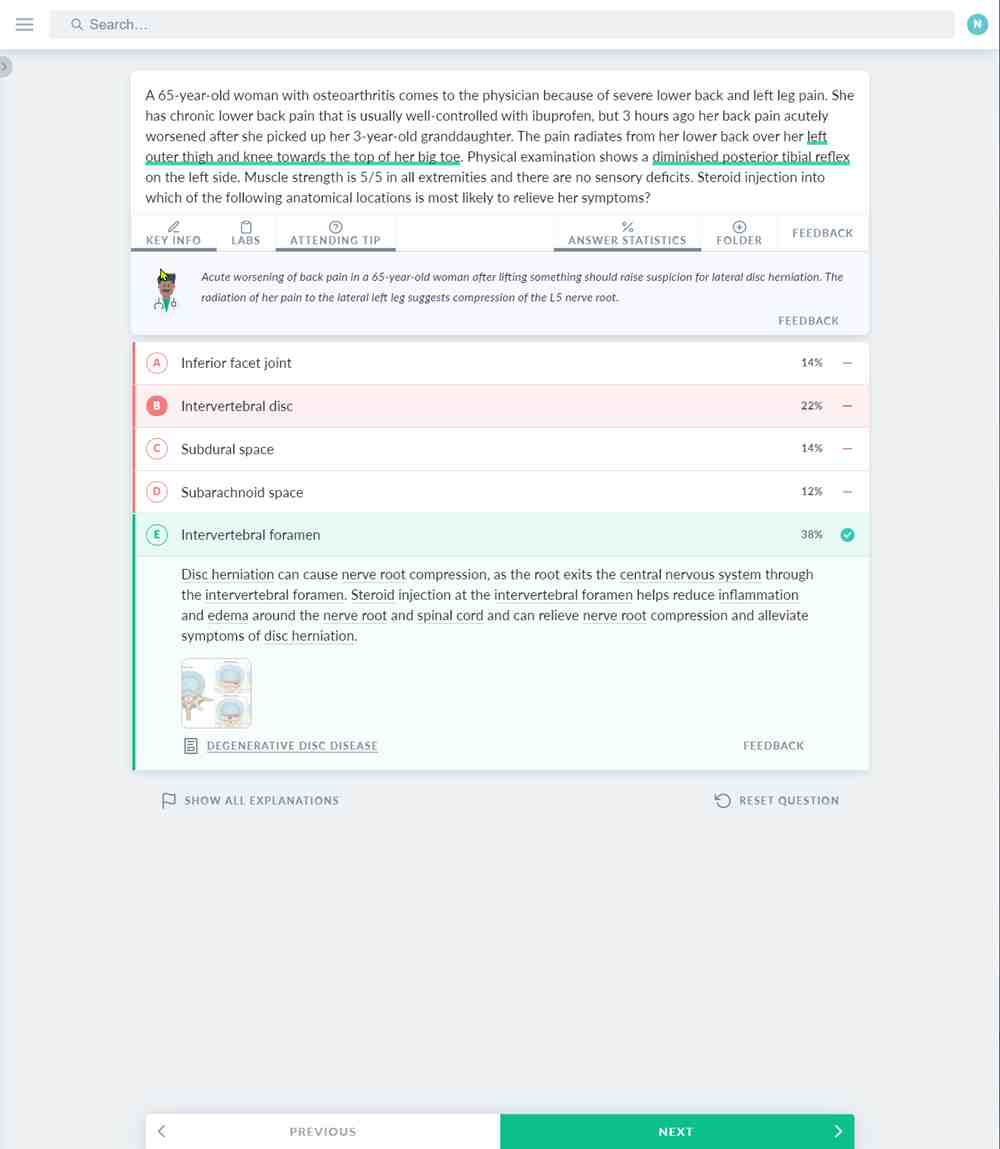 Search...
N
A 65-year-old woman with osteoarthritis comes to the physician because of severe lower back and left leg pain. She
has chronic lower back pain that is usually well-controlled with ibuprofen, but 3 hours ago her back pain acutely
worsened after she picked up her 3-year-old granddaughter. The pain radiates from her lower back over her left
outer thigh and knee towards the top of her big toe. Physical examination shows a diminished posterior tibial reflex
on the left side. Muscle strength is 5/5 in all extremities and there are no sensory deficits. Steroid injection into
which of the following anatomical locations is most likely to relieve her symptoms?
KEY INFO LABS ATTENDING TIP ANSWER STATISTICS FOLDER FEEDBACK
Acute worsening of back pain in a 65-year-old woman after lifting something should raise suspicion for lateral disc herniation. The
radiation of her pain to the lateral left leg suggests compression of the L5 nerve root.
FEEDBACK
A Inferior facet joint 14% —
B Intervertebral disc 22% —
C Subdural space 14% —
D Subarachnoid space 12% —
E Intervertebral foramen 38%
Disc herniation can cause nerve root compression, as the root exits the central nervous system through
the intervertebral foramen. Steroid injection at the intervertebral foramen helps reduce inflammation
and edema around the nerve root and spinal cord and can relieve nerve root compression and alleviate
symptoms of disc herniation.
DEGENERATIVE DISC DISEASE FEEDBACK
SHOW ALL EXPLANATIONS RESET QUESTION
PREVIOUS NEXT